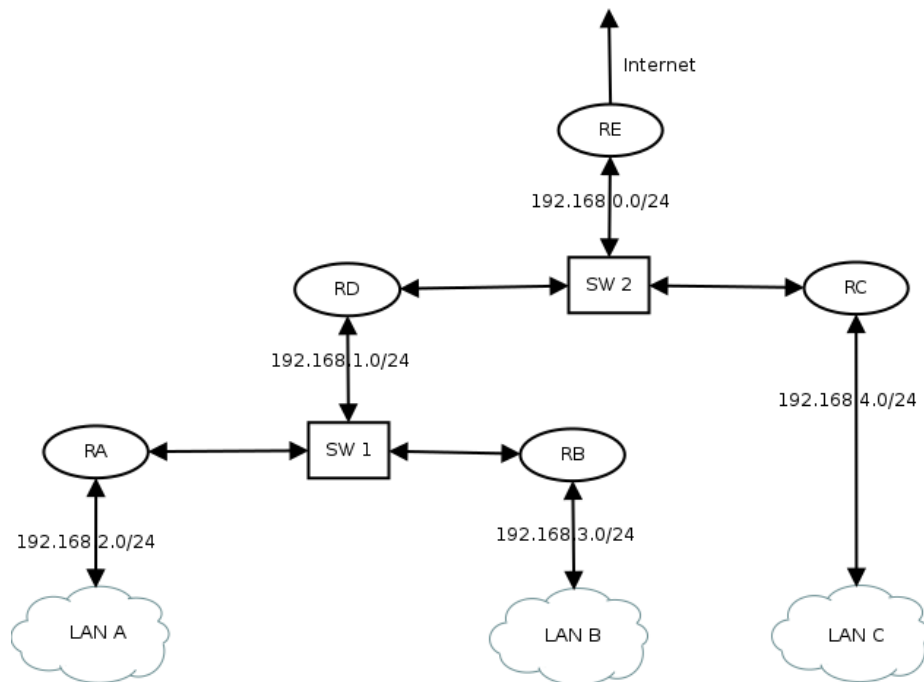 Internet
RE
192.168.0.0/24
RD
SW 2
RC
192.168.1.0/24
192.168.4.0/24
RA
SW 1
RB
192.168.2.0/24
192.168.3.0/24
LAN A
LAN B
LAN C